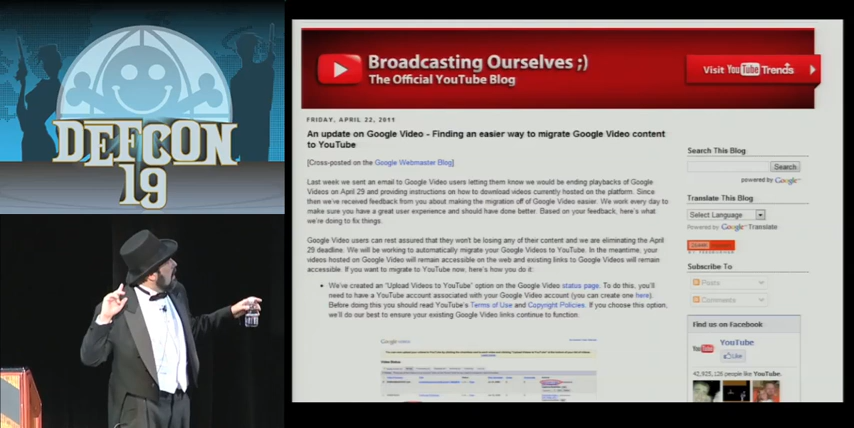 DEFCON
19
Broadcasting Ourselves ;)
The Official YouTube Blog
Visit YouTube Trends
FRIDAY, APRIL 22, 2011
An update on Google Video - Finding an easier way to migrate Google Video content
to YouTube
[Cross-posted on the Google Webmaster Blog]
Last week we sent an email to Google Video users letting them know we would be ending playbacks of Google
Videos on April 29 and providing instructions on how to download videos currently hosted on the platform. Since
then we've received feedback from you about making the migration off of Google Video easier. We work every day to
make sure you have a great user experience and should have done better. Based on your feedback, here's what
we're doing to fix things.
Google Video users can rest assured that they won't be losing any of their content and we are eliminating the April
29 deadline. We will be working to automatically migrate your Google Videos to YouTube. In the meantime, your
videos hosted on Google Video will remain accessible on the web and existing links to Google Videos will remain
accessible. If you want to migrate to YouTube now, here's how you do it:
• We've created an "Upload Videos to YouTube" option on the Google Video status page. To do this, you'll
need to have a YouTube account associated with your Google Video account (you can create one here).
Before doing this you should read YouTube's Terms of Use and Copyright Policies. If you choose this option,
we'll do our best to ensure your existing Google Video links continue to function.
Google videos
Video Status
Search This Blog
Search
powered by Google
Translate This Blog
Select Language
Powered by Google Translate
Subscribe To
Posts
Comments
Find us on Facebook
YouTube
YouTube
Like
people like YouTube.